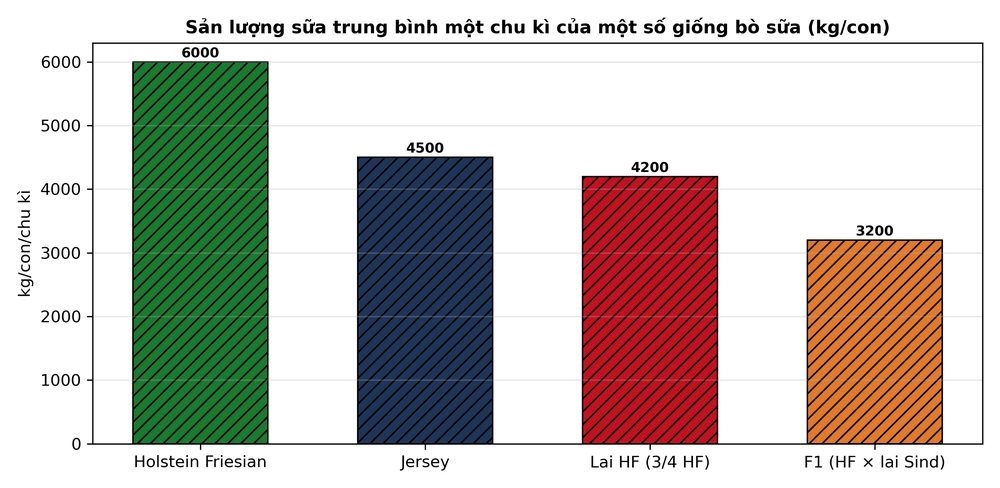 Sản lượng sữa trung bình một chu kì của một số giống bò sữa (kg/con)
kg/con/chu kì
6000
5000
4000
3000
2000
1000
0
6000
4500
4200
3200
Holstein Friesian
Jersey
Lai HF (3/4 HF)
F1 (HF × lai Sind)